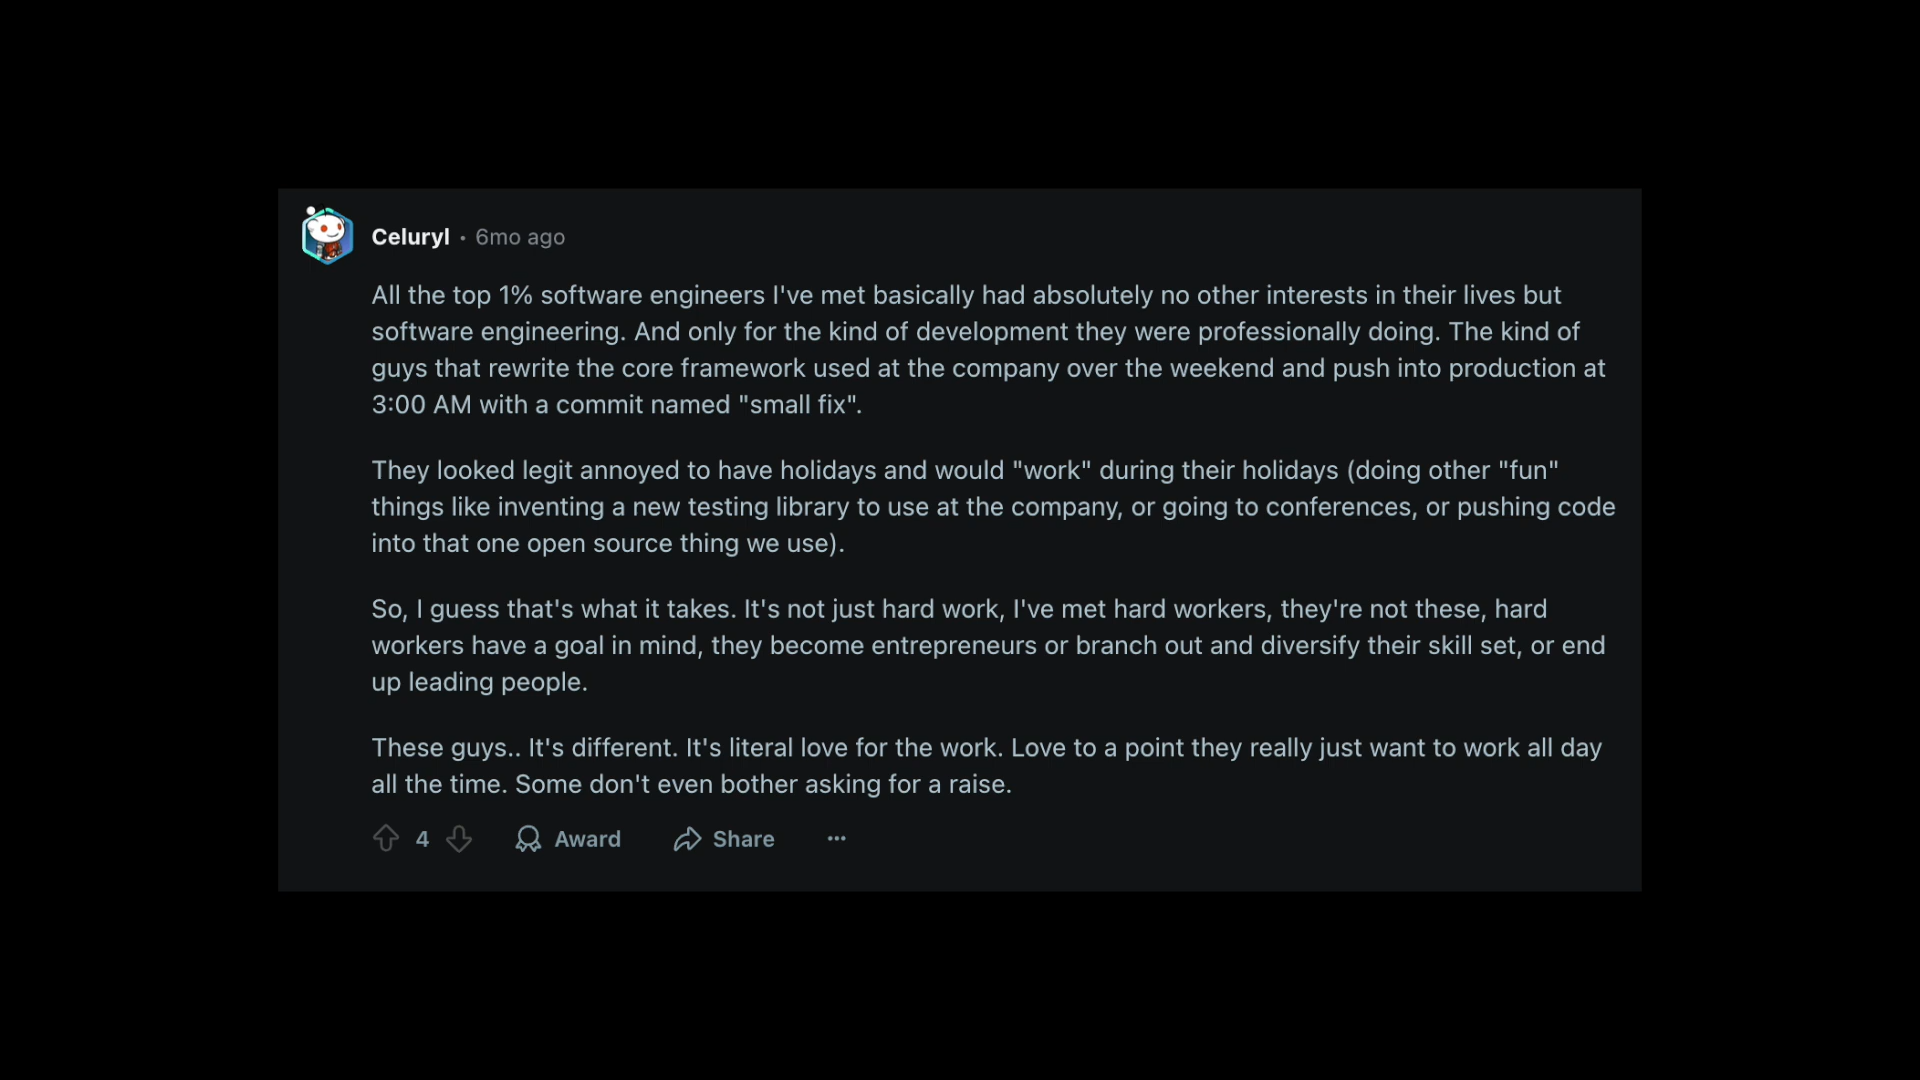 Celuryl • 6mo ago
All the top 1% software engineers I've met basically had absolutely no other interests in their lives but
software engineering. And only for the kind of development they were professionally doing. The kind of
guys that rewrite the core framework used at the company over the weekend and push into production at
3:00 AM with a commit named "small fix".
They looked legit annoyed to have holidays and would "work" during their holidays (doing other "fun"
things like inventing a new testing library to use at the company, or going to conferences, or pushing code
into that one open source thing we use).
So, I guess that's what it takes. It's not just hard work, I've met hard workers, they're not these, hard
workers have a goal in mind, they become entrepreneurs or branch out and diversify their skill set, or end
up leading people.
These guys.. It's different. It's literal love for the work. Love to a point they really just want to work all day
all the time. Some don't even bother asking for a raise.
4 Award Share ...